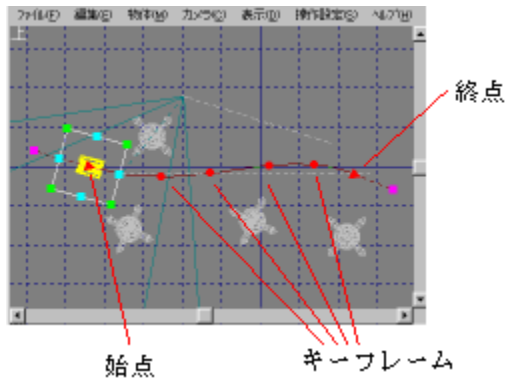 ファイル(F) 編集(E) 物体(M) カメラ(C) 表示(D) 操作設定(S) ヘルプ(H)
上
終点
始点
キーフレーム